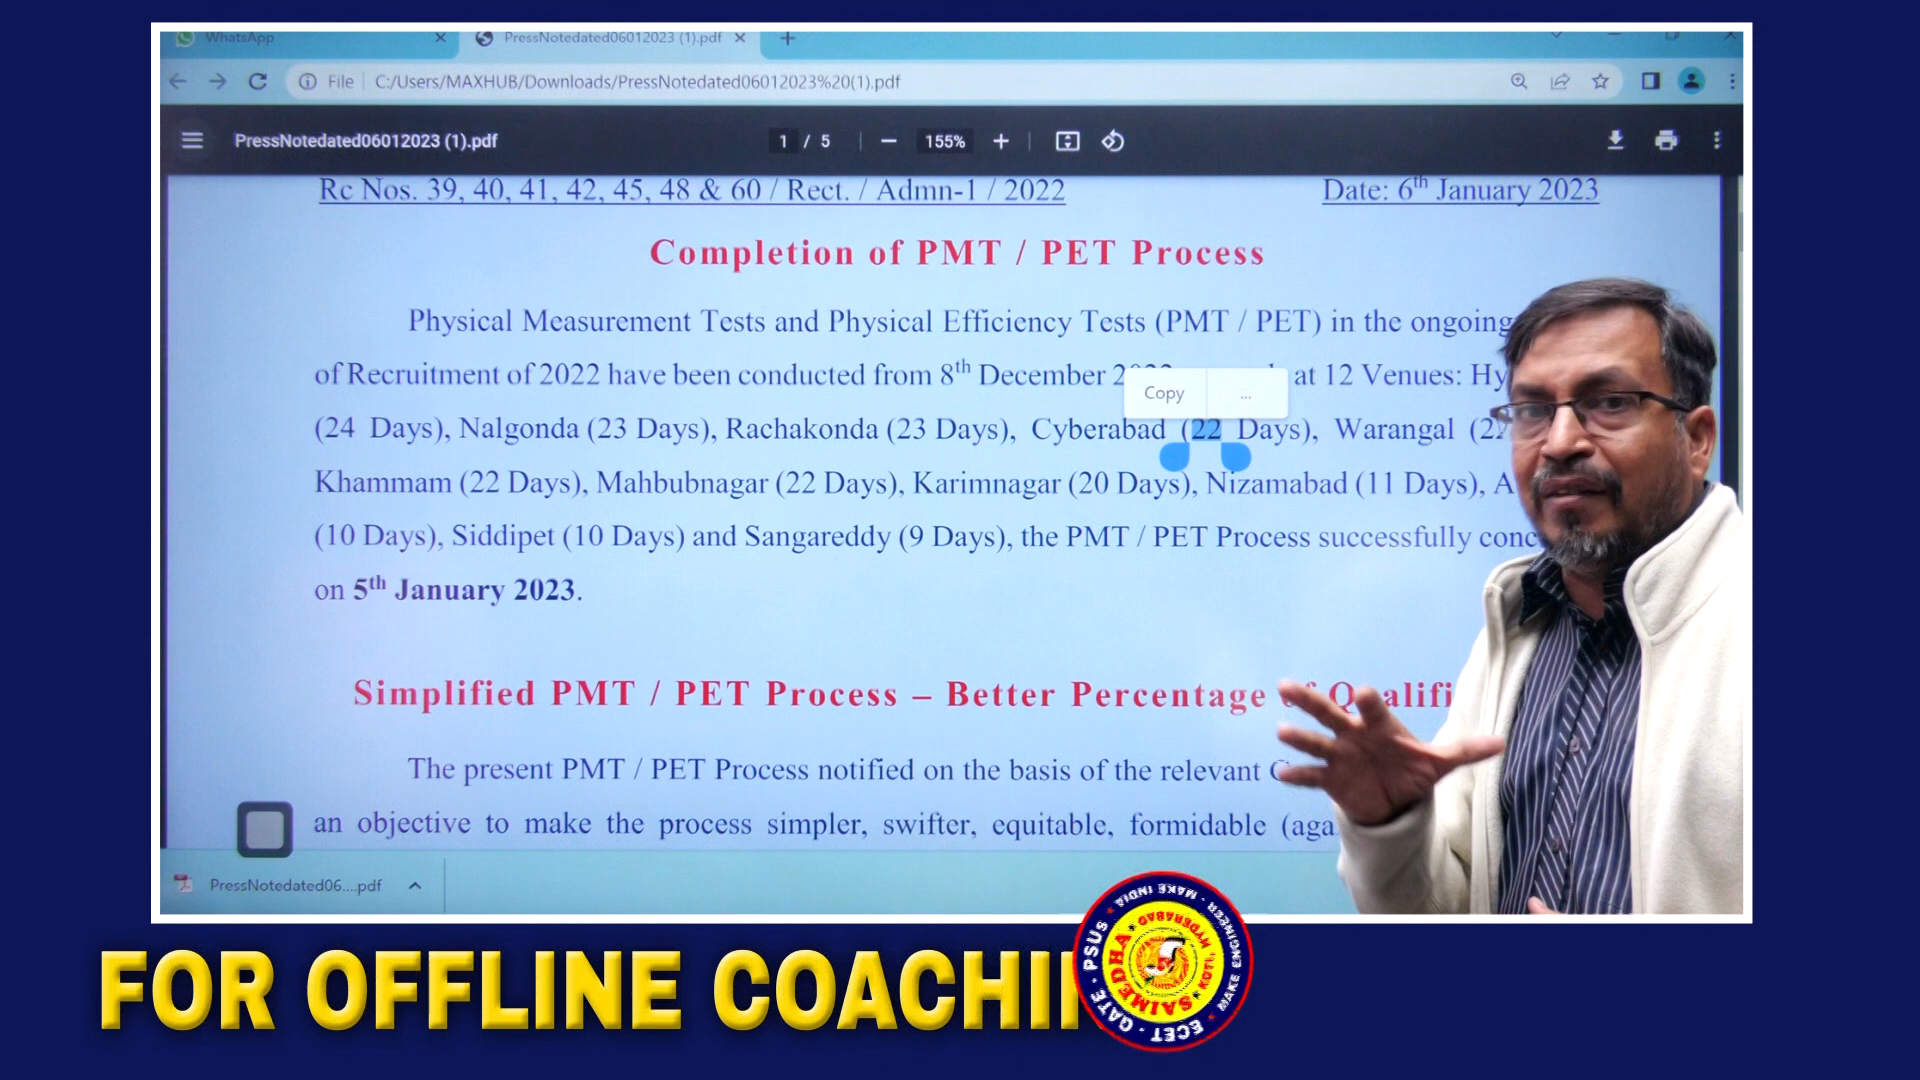 WhatsApp
PressNotedated06012023 (1).pdf
File
C:/Users/MAXHUB/Downloads/PressNotedated06012023%20(1).pdf
PressNotedated06012023 (1).pdf
1 / 5
155%
Rc Nos. 39, 40, 41, 42, 45, 48 & 60 / Rect. / Admn-1 / 2022
Date: 6th January 2023
Completion of PMT / PET Process
Physical Measurement Tests and Physical Efficiency Tests (PMT / PET) in the ongoing
of Recruitment of 2022 have been conducted from 8th December at 12 Venues: Hy
(24 Days), Nalgonda (23 Days), Rachakonda (23 Days), Cyberabad (22 Days), Warangal
Copy
...
Khammam (22 Days), Mahbubnagar (22 Days), Karimnagar (20 Days), Nizamabad (11 Days), A
(10 Days), Siddipet (10 Days) and Sangareddy (9 Days), the PMT / PET Process successfully conc
on 5th January 2023.
Simplified PMT / PET Process – Better Percentage of Qualifi
The present PMT / PET Process notified on the basis of the relevant
an objective to make the process simpler, swifter, equitable, formidable (aga
PressNotedated06....pdf
FOR OFFLINE COACHI
SAIMEDHA
KOTI, HYDERABAD
ECET - GATE - PSUs
MAKE ENGINEER - MAKE INDIA